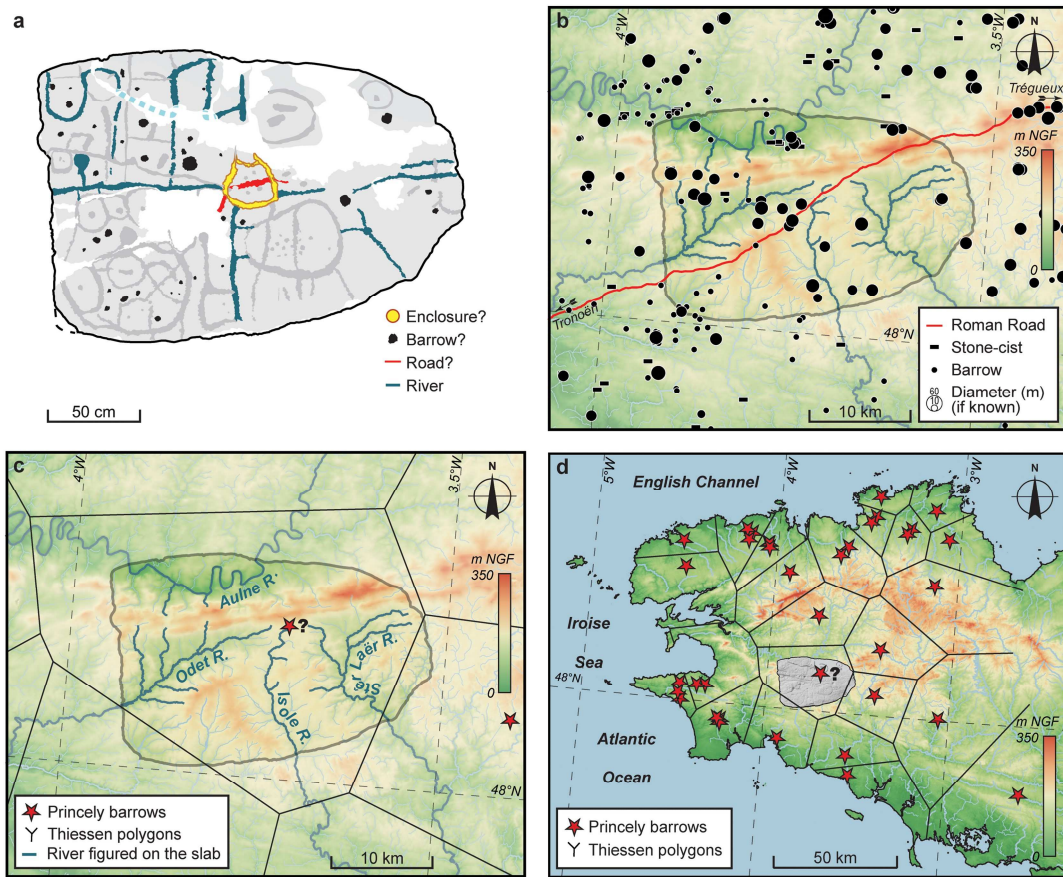 a
Enclosure?
Barrow?
Road?
River
50 cm
b
4°W
3.5°W
N
Trégueux
m NGF
350
0
Tronoën
48°N
10 km
Roman Road
Stone-cist
Barrow
60
10
Diameter (m)
(if known)
c
4°W
3.5°W
N
m NGF
350
0
Aulne R.
?
Odet R.
Isole R.
Ste Laër R.
48°N
Princely barrows
Thiessen polygons
River figured on the slab
10 km
d
5°W
4°W
3°W
N
English Channel
Iroise
Sea
48°N
?
Atlantic
Ocean
m NGF
350
0
Princely barrows
Thiessen polygons
50 km